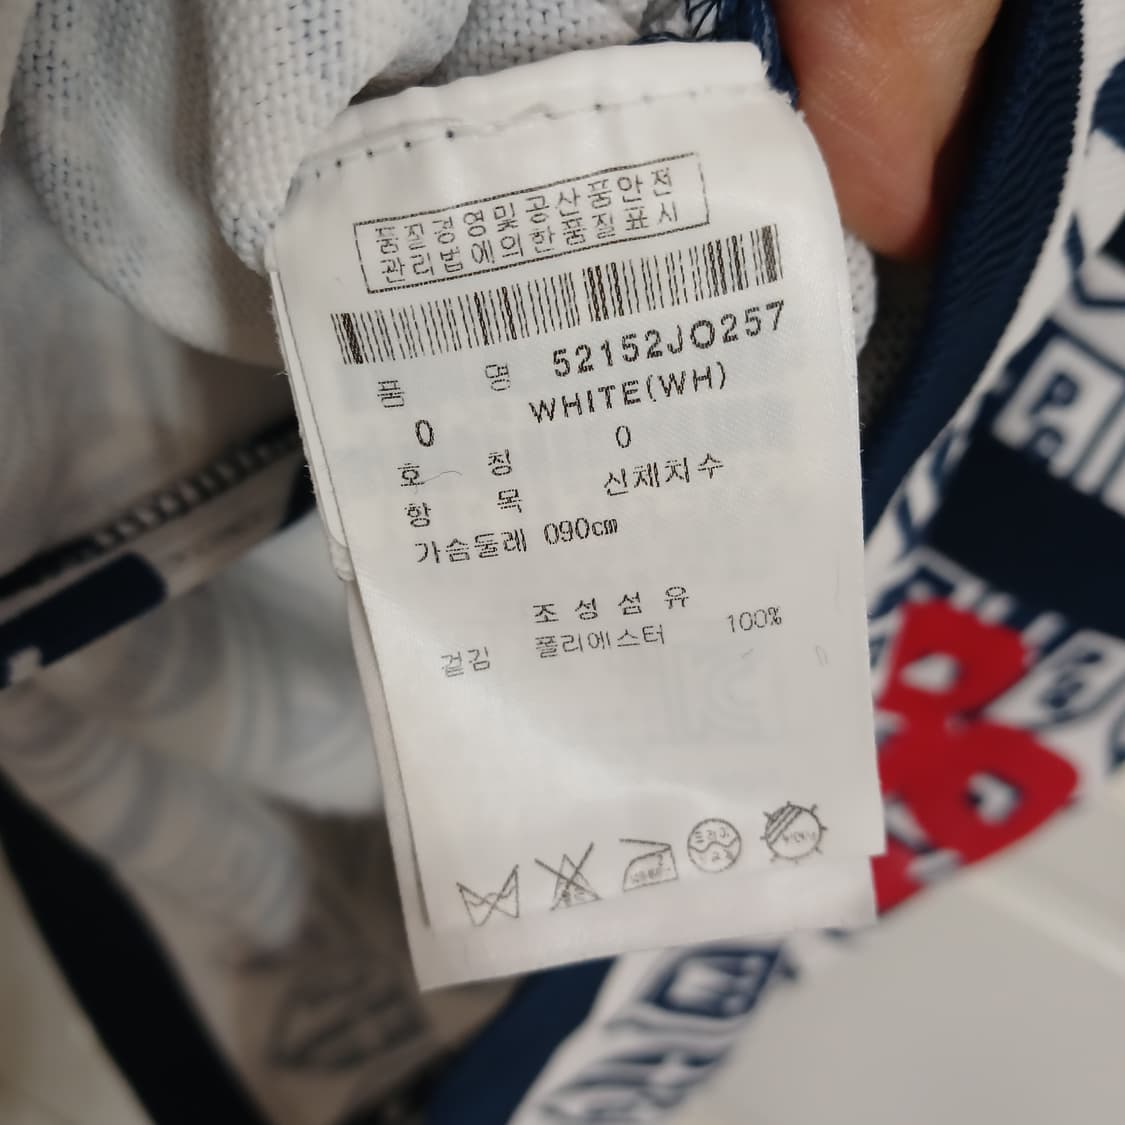 품질경영및공산품안전
관리법에의한품질표시
52152JO257
품 명 WHITE(WH)
0 0
호 칭 신체치수
항 목
가슴둘레 090cm
조성섬유
겉감 폴리에스터 100%